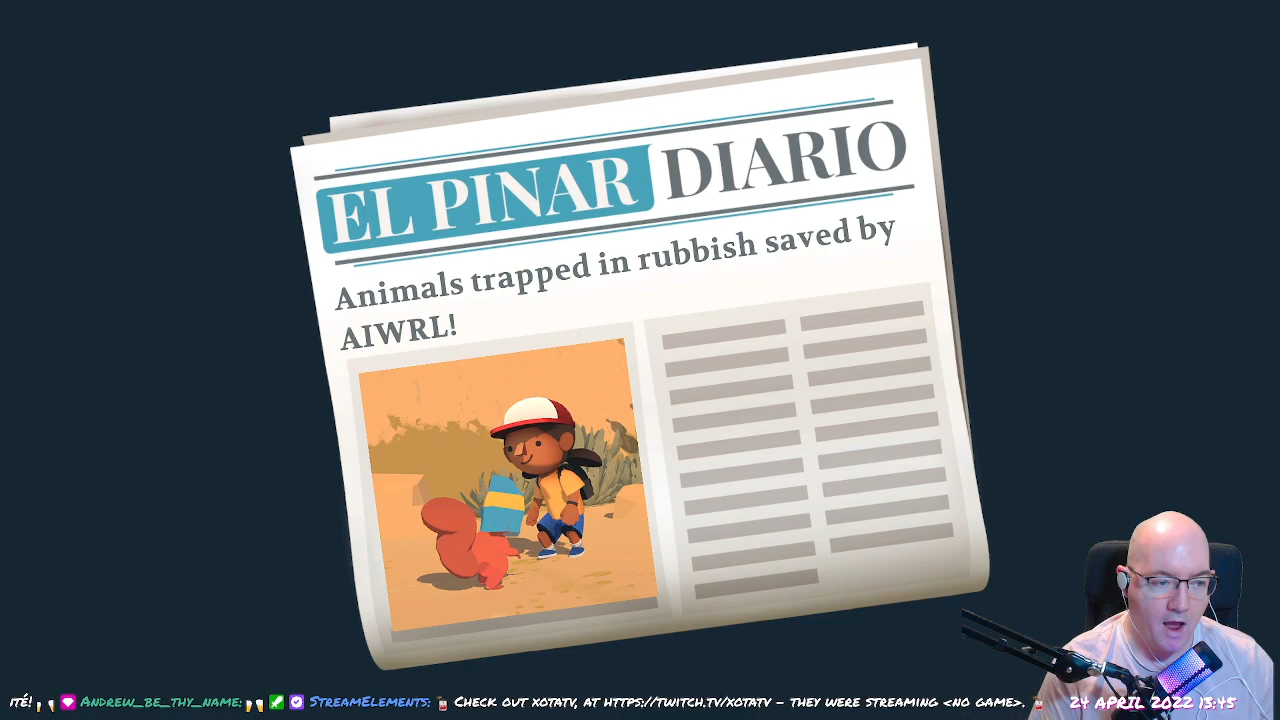 EL PINAR DIARIO
Animals trapped in rubbish saved by
AIWRL!
ITÉ! ANDREW_BE_THY_NAME: STREAMELEMENTS: CHECK OUT XOTATV, AT HTTPS://TWITCH.TV/XOTATV - THEY WERE STREAMING <NO GAME>. 24 APRIL 2022 13:45